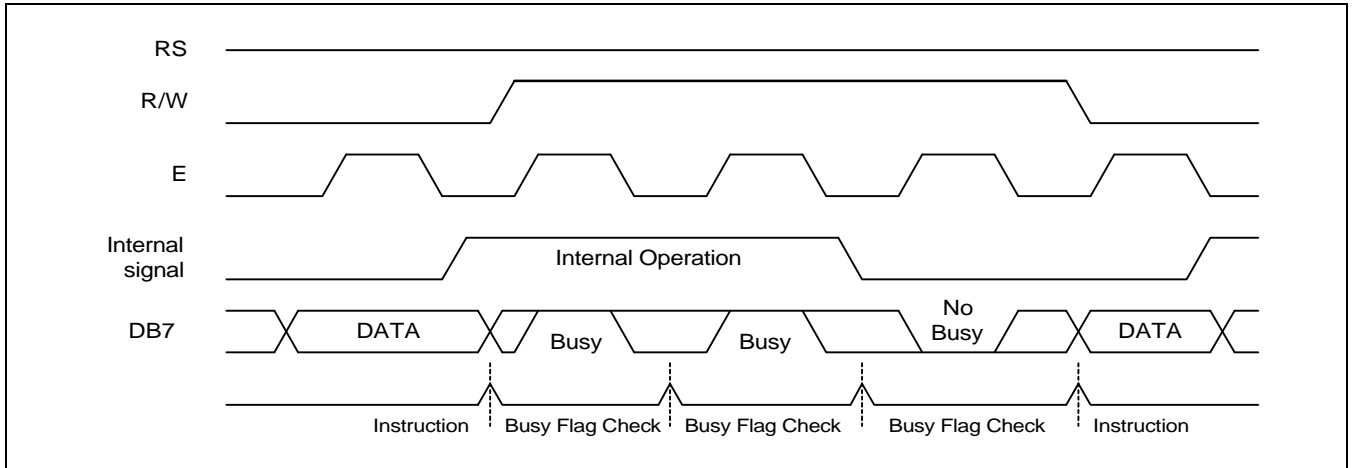 RS
R/W
E
Internal
signal
Internal Operation
DB7
DATA
Busy
Busy
No
Busy
DATA
Instruction
Busy Flag Check
Busy Flag Check
Busy Flag Check
Instruction